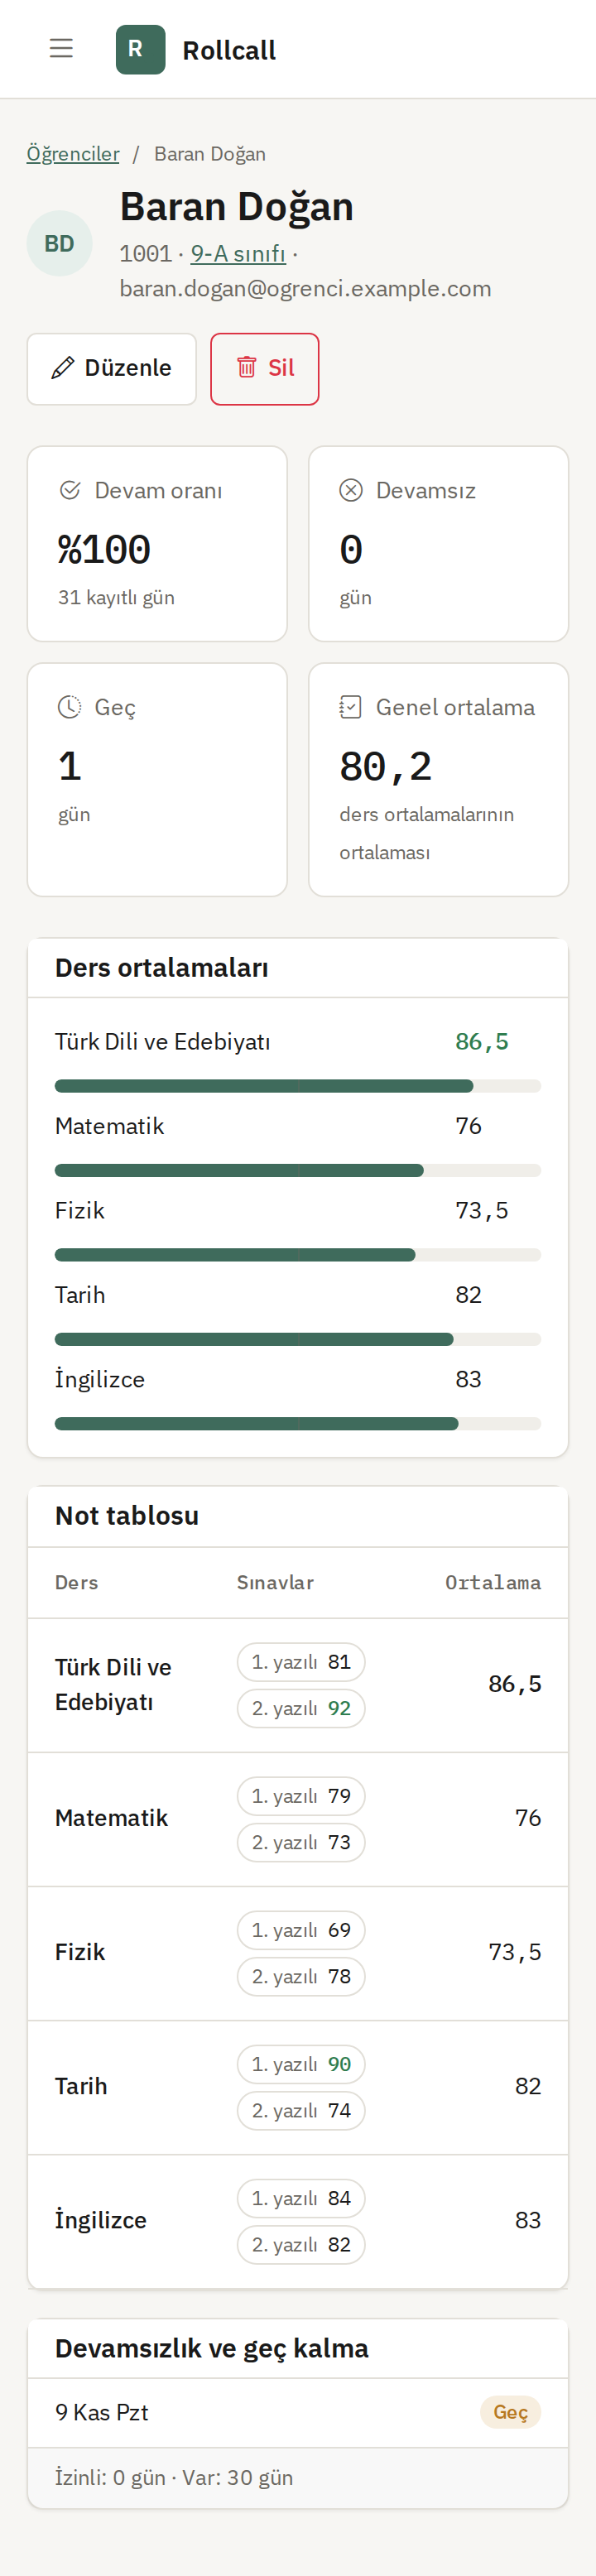 R Rollcall
Öğrenciler / Baran Doğan
BD
Baran Doğan
1001 · 9-A sınıfı ·
baran.dogan@ogrenci.example.com
Düzenle
Sil
Devam oranı
%100
31 kayıtlı gün
Devamsız
0
gün
Geç
1
gün
Genel ortalama
80,2
ders ortalamalarının
ortalaması
Ders ortalamaları
Türk Dili ve Edebiyatı 86,5
Matematik 76
Fizik 73,5
Tarih 82
İngilizce 83
Not tablosu
Ders Sınavlar Ortalama
Türk Dili ve
Edebiyatı
1. yazılı 81
2. yazılı 92
86,5
Matematik
1. yazılı 79
2. yazılı 73
76
Fizik
1. yazılı 69
2. yazılı 78
73,5
Tarih
1. yazılı 90
2. yazılı 74
82
İngilizce
1. yazılı 84
2. yazılı 82
83
Devamsızlık ve geç kalma
9 Kas Pzt Geç
İzinli: 0 gün · Var: 30 gün